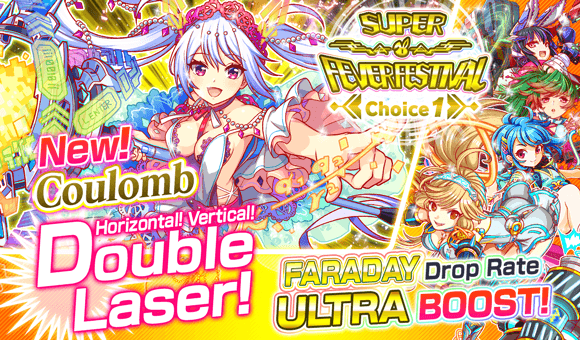 SUPER
FEVERFESTIVAL
Choice 1
New!
Coulomb
Horizontal! Vertical!
Double
Laser!
FARADAY Drop Rate
ULTRA BOOST!